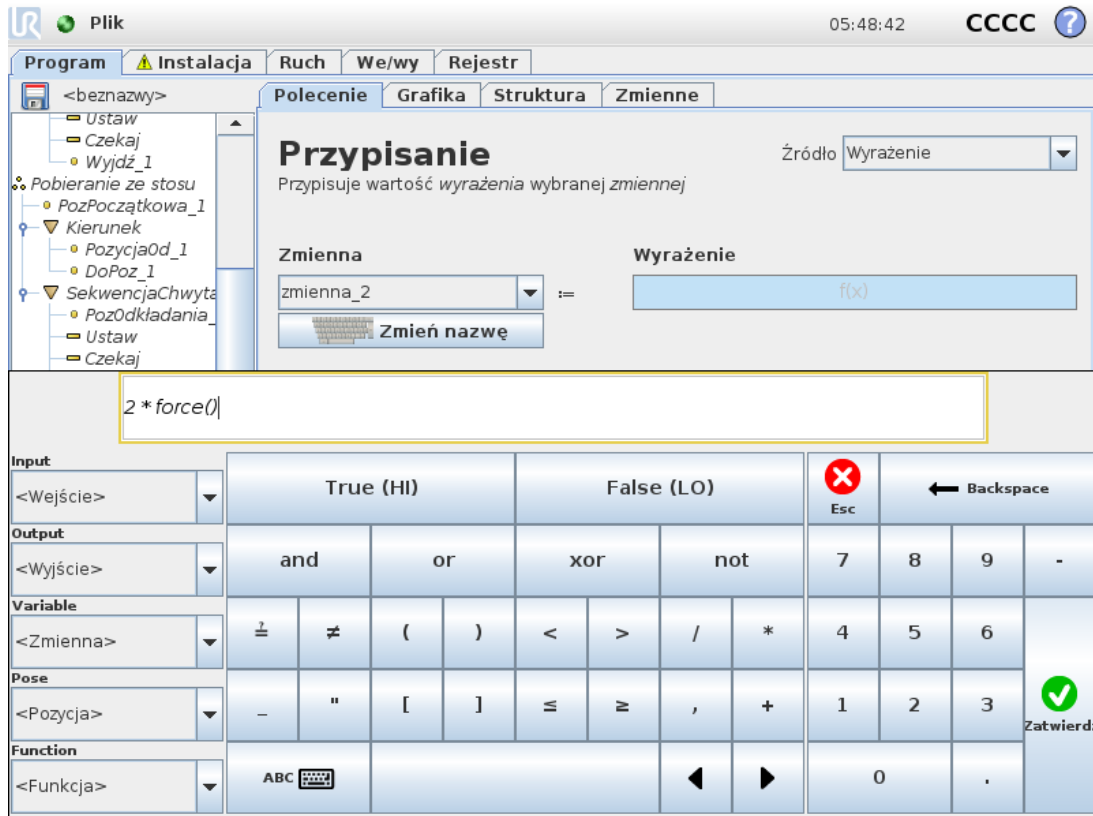 UR Plik 05:48:42 CCCC ?
Program Instalacja Ruch We/wy Rejestr
<beznazwy> Polecenie Grafika Struktura Zmienne
Ustaw
Czekaj
Wyjdź_1
Pobieranie ze stosu
PozPoczątkowa_1
Kierunek
PozycjaOd_1
DoPoz_1
SekwencjaChwyta
PozOdkładania_
Ustaw
Czekaj
Przypisanie
Źródło Wyrażenie
Przypisuje wartość wyrażenia wybranej zmiennej
Zmienna Wyrażenie
zmienna_2 := f(x)
Zmień nazwę
2 * force()
Input
<Wejście>
Output
<Wyjście>
Variable
<Zmienna>
Pose
<Pozycja>
Function
<Funkcja>
True (HI) False (LO) Esc Backspace
and or xor not 7 8 9 -
≟ ≠ ( ) < > / * 4 5 6
_ " [ ] ≤ ≥ , + 1 2 3 Zatwierdź
ABC 0 .